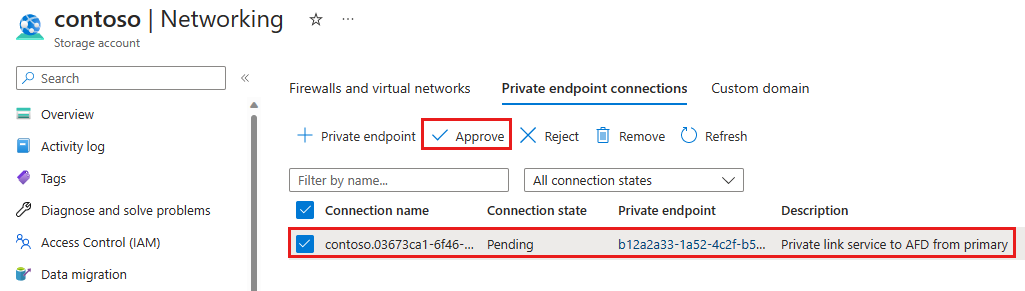 contoso | Networking ☆ ...
Storage account
Search
«
Overview
Activity log
Tags
Diagnose and solve problems
Access Control (IAM)
Data migration
Firewalls and virtual networks Private endpoint connections Custom domain
Private endpoint Approve Reject Remove Refresh
Filter by name... All connection states
Connection name Connection state Private endpoint Description
contoso.03673ca1-6f46-... Pending b12a2a33-1a52-4c2f-b5... Private link service to AFD from primary